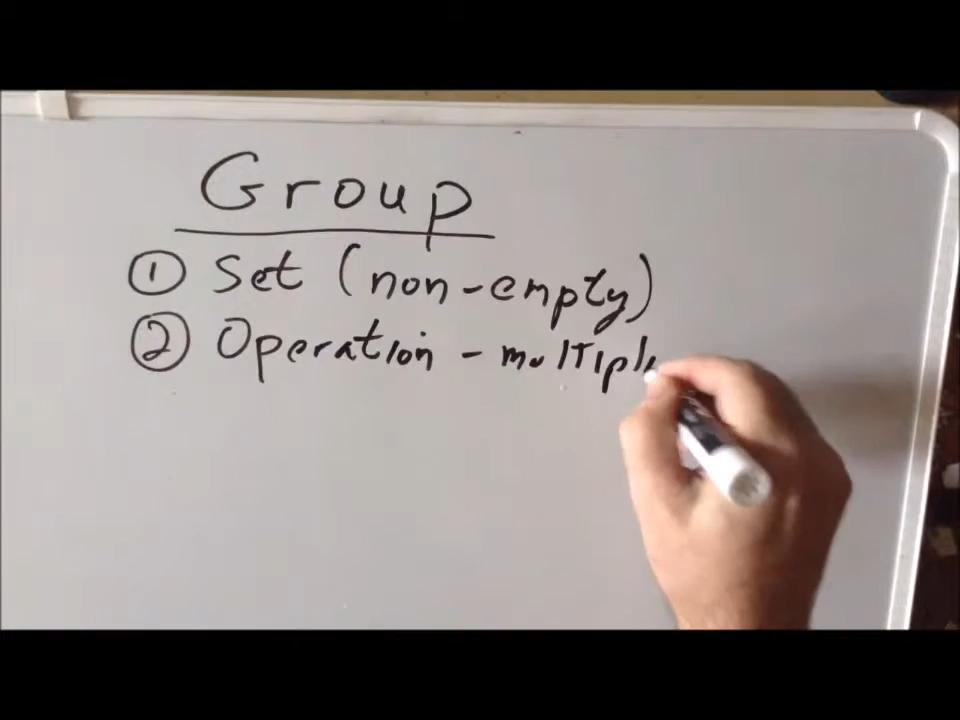 Group
① Set (non-empty)
② Operation - multipl